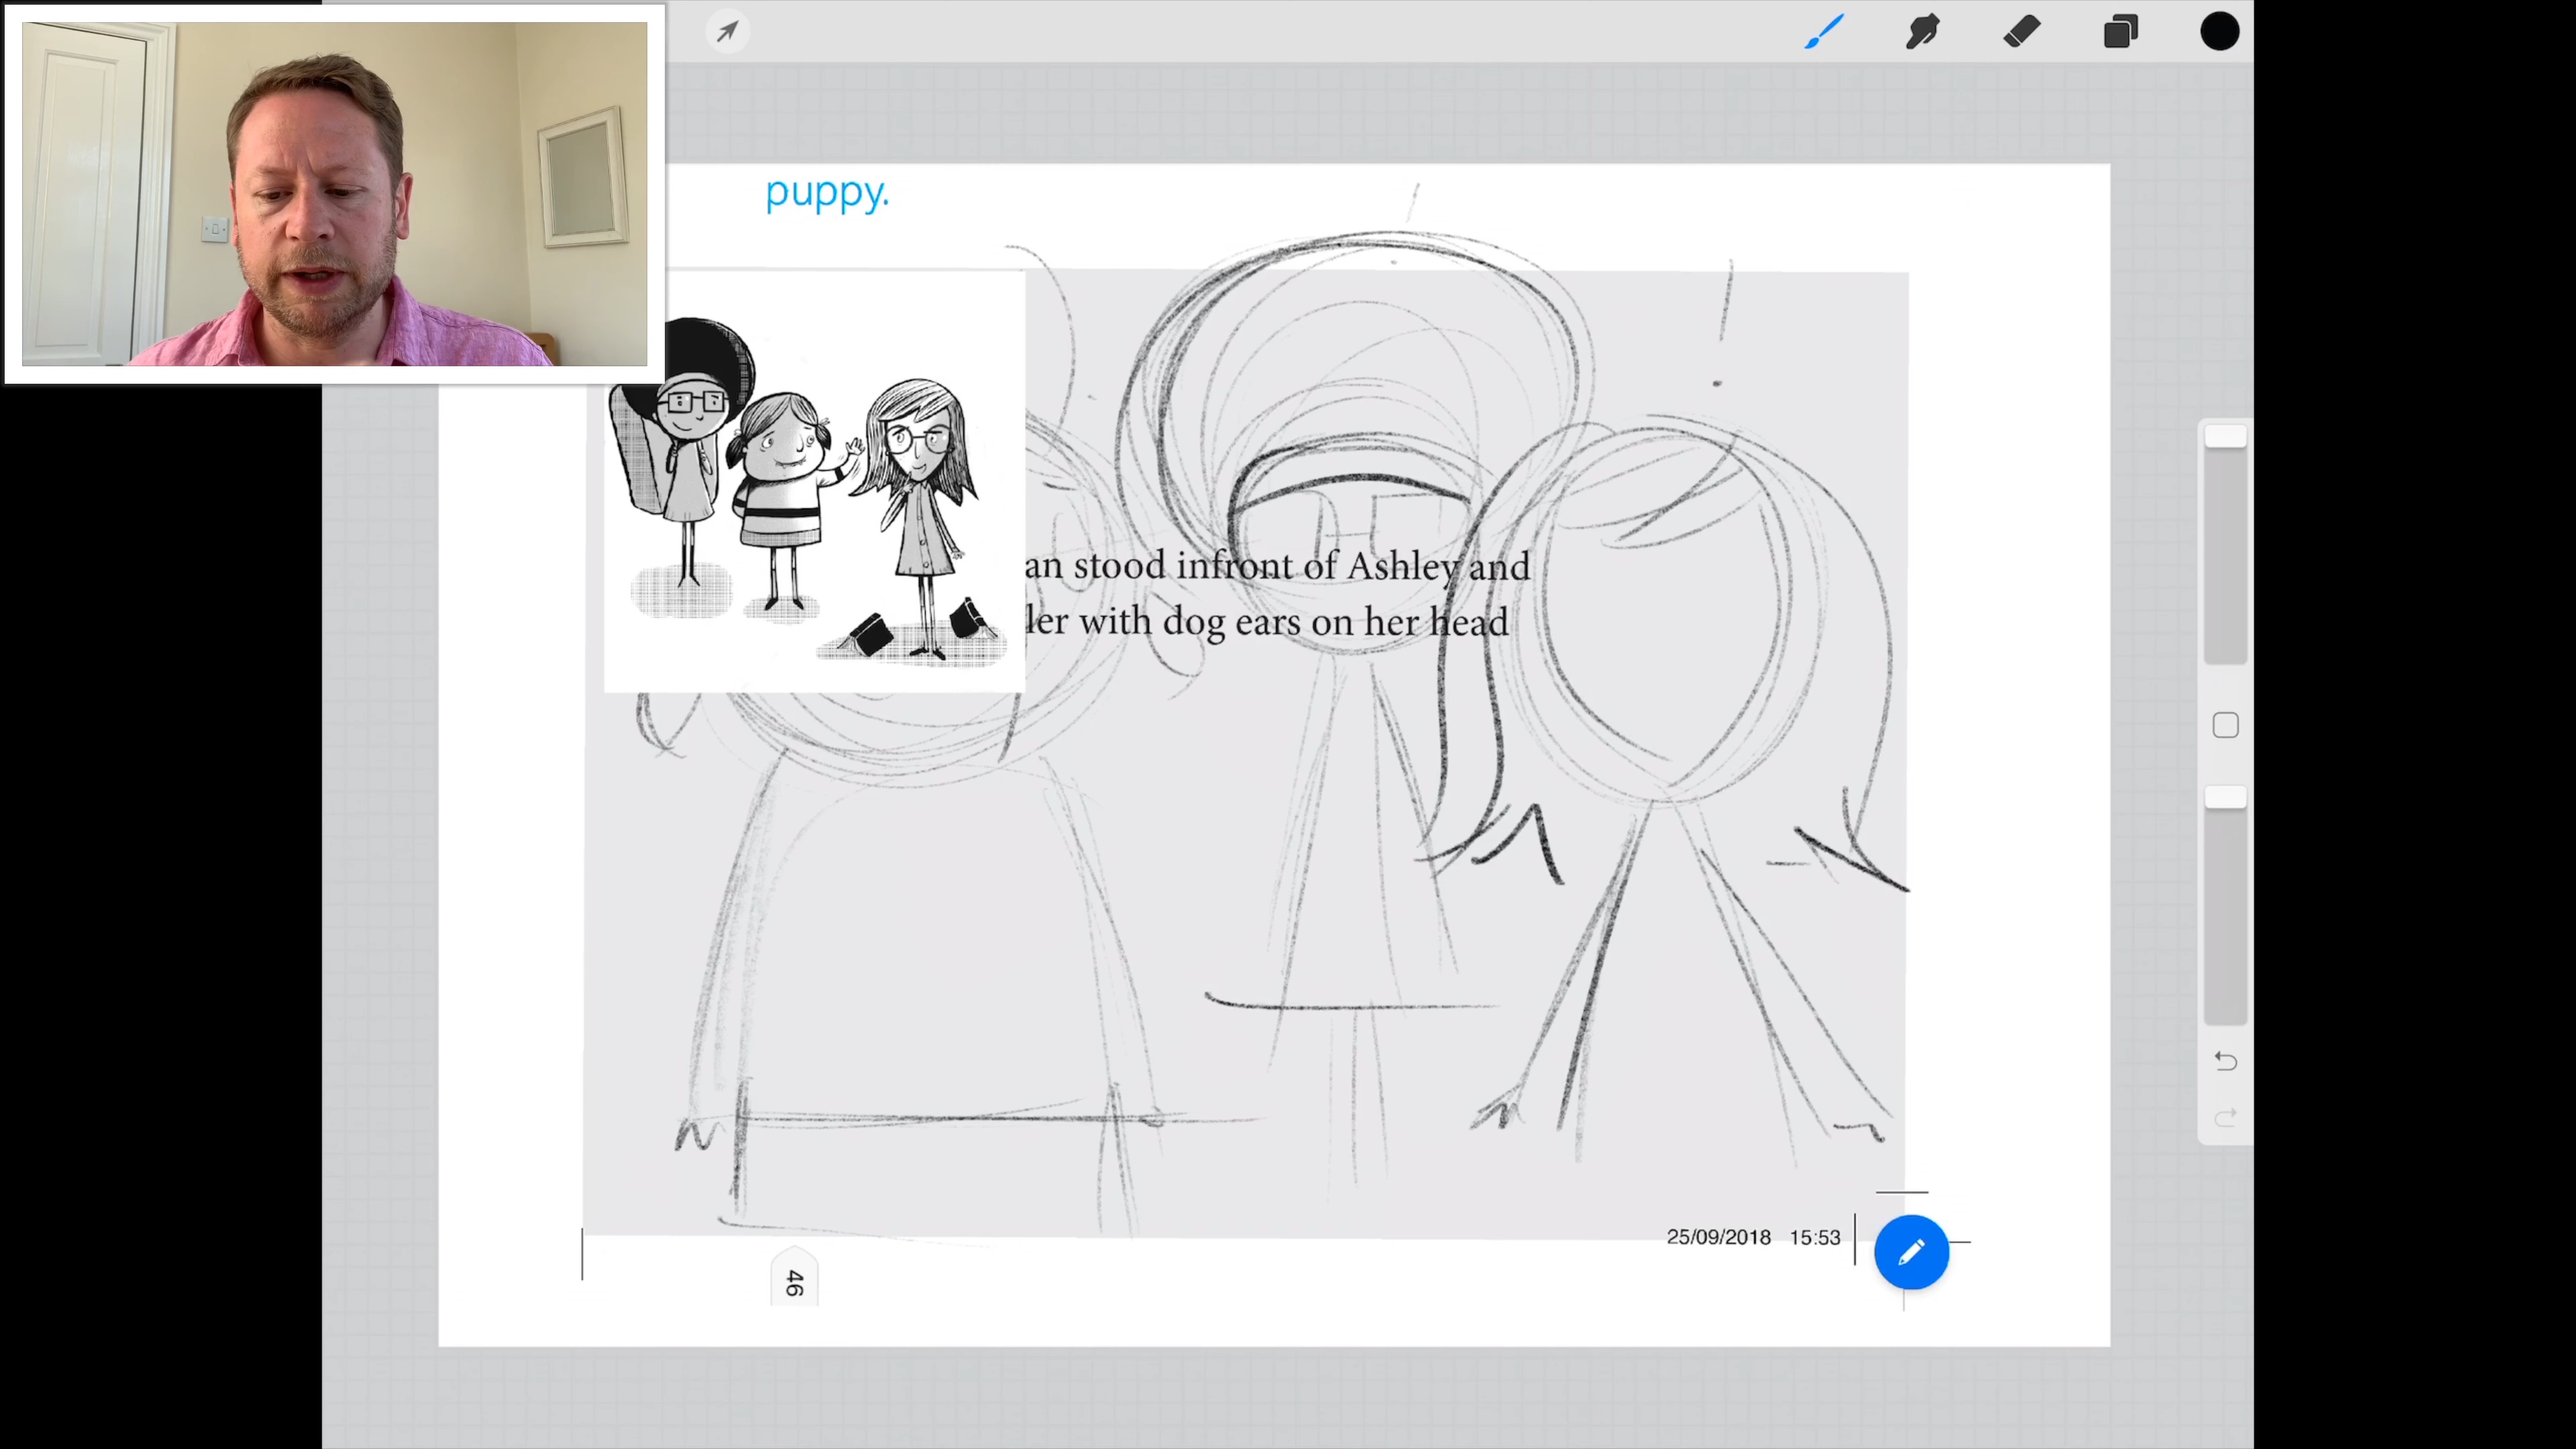 puppy.
an stood infront of Ashley and
ler with dog ears on her head
25/09/2018 15:53
46